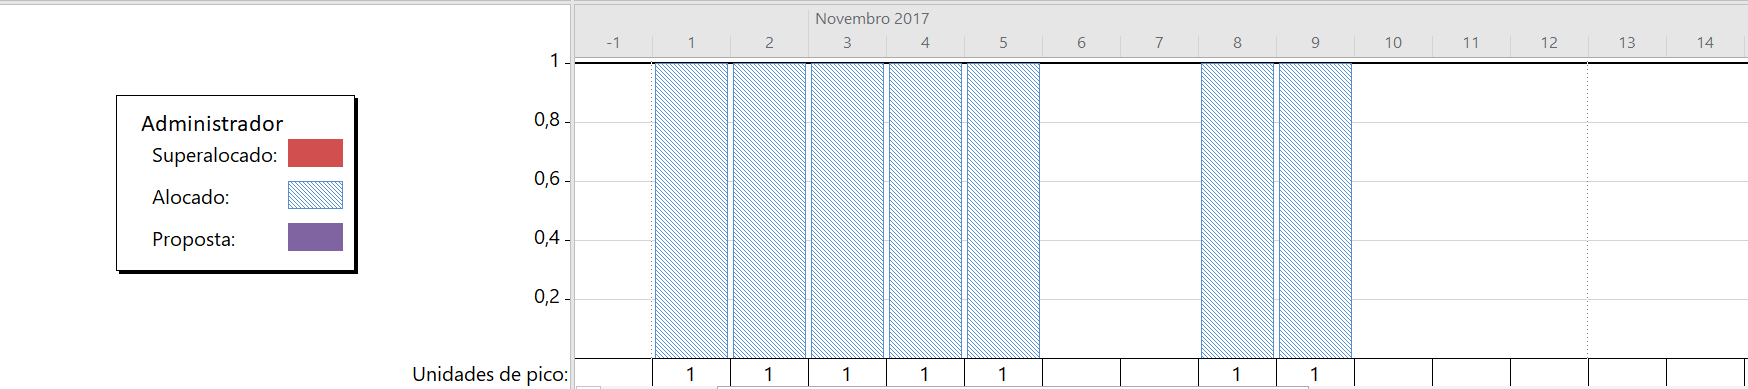 Novembro 2017
-1 1 2 3 4 5 6 7 8 9 10 11 12 13 14
Administrador
Superalocado:
Alocado:
Proposta:
1
0,8
0,6
0,4
0,2
Unidades de pico: 1 1 1 1 1 1 1